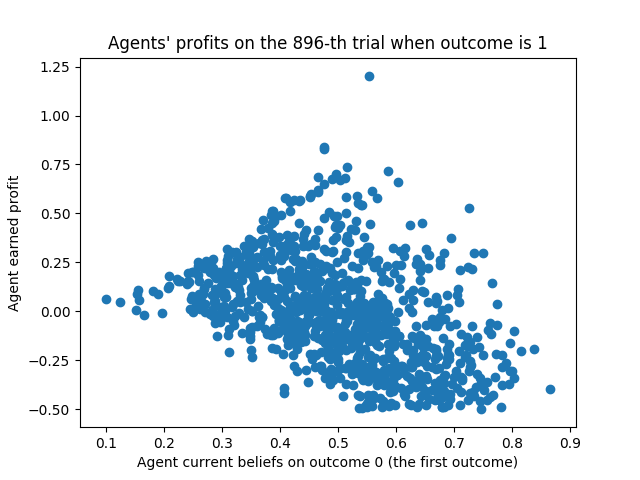 Agents' profits on the 896-th trial when outcome is 1
1.25
1.00
0.75
0.50
0.25
0.00
−0.25
−0.50
Agent earned profit
0.1 0.2 0.3 0.4 0.5 0.6 0.7 0.8 0.9
Agent current beliefs on outcome 0 (the first outcome)